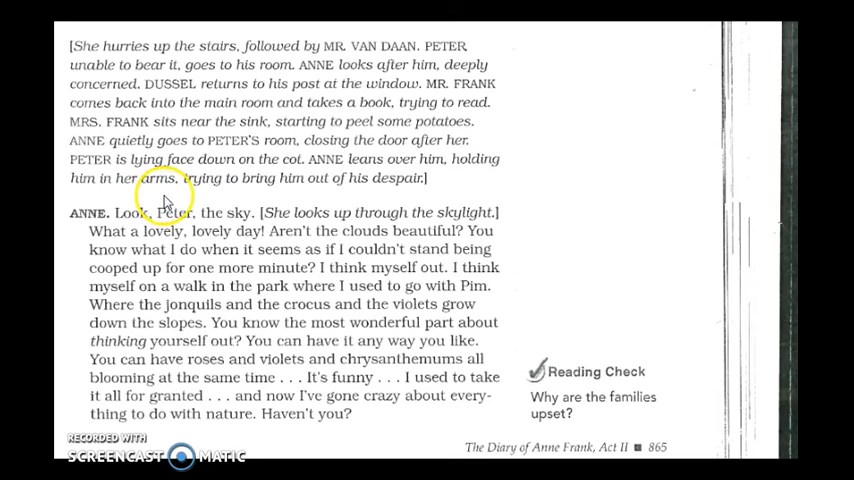 [She hurries up the stairs, followed by MR. VAN DAAN. PETER,
unable to bear it, goes to his room. ANNE looks after him, deeply
concerned. DUSSEL returns to his post at the window. MR. FRANK
comes back into the main room and takes a book, trying to read.
MRS. FRANK sits near the sink, starting to peel some potatoes.
ANNE quietly goes to PETER'S room, closing the door after her.
PETER is lying face down on the cot. ANNE leans over him, holding
him in her arms, trying to bring him out of his despair.]
ANNE. Look, Peter, the sky. [She looks up through the skylight.]
What a lovely, lovely day! Aren't the clouds beautiful? You
know what I do when it seems as if I couldn't stand being
cooped up for one more minute? I think myself out. I think
myself on a walk in the park where I used to go with Pim.
Where the jonquils and the crocus and the violets grow
down the slopes. You know the most wonderful part about
thinking yourself out? You can have it any way you like.
You can have roses and violets and chrysanthemums all
blooming at the same time . . . It's funny . . . I used to take
it all for granted . . . and now I've gone crazy about every-
thing to do with nature. Haven't you?
Reading Check
Why are the families
upset?
The Diary of Anne Frank, Act II ■ 865
RECORDED WITH
SCREENCAST MATIC